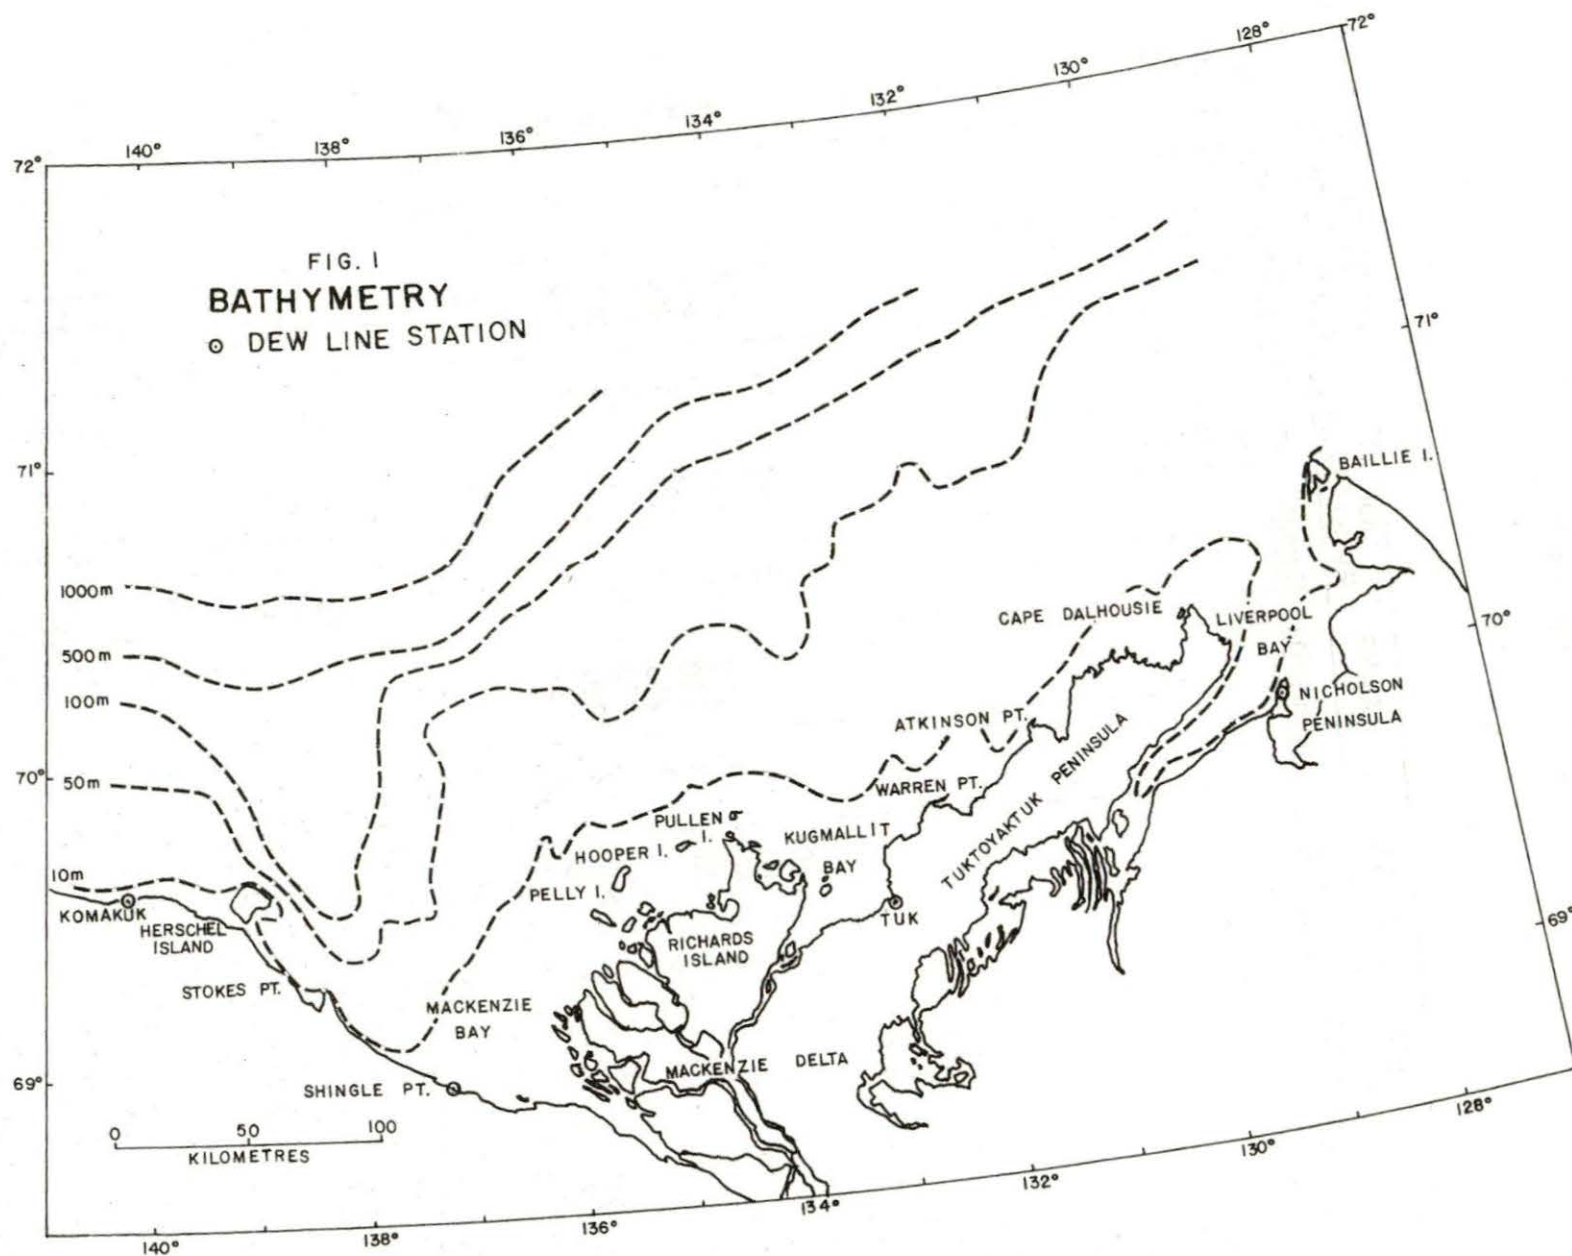 128°
72°
130°
132°
134°
136°
138°
140°
72°
FIG. 1
BATHYMETRY
DEW LINE STATION
71°
71°
BAILLIE I.
1000m
CAPE DALHOUSIE
LIVERPOOL
BAY
70°
500m
100m
NICHOLSON
PENINSULA
ATKINSON PT.
TUKTOYAKTUK PENINSULA
70°
50m
WARREN PT.
PULLEN
I.
KUGMALLIT
BAY
HOOPER I.
10m
PELLY I.
KOMAKUK
HERSCHEL
ISLAND
TUK
69°
RICHARDS
ISLAND
STOKES PT.
MACKENZIE
BAY
MACKENZIE DELTA
69°
SHINGLE PT.
0 50 100
KILOMETRES
128°
130°
132°
134°
136°
138°
140°